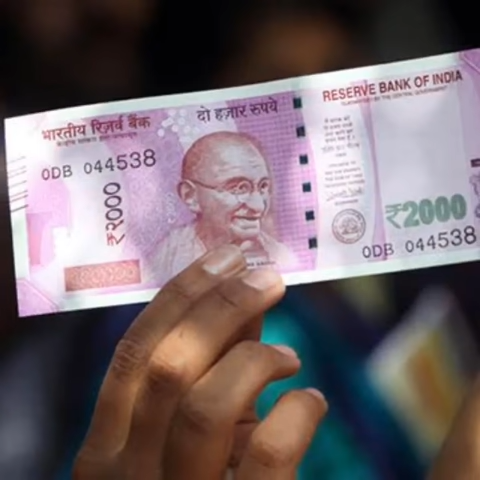 भारतीय रिज़र्व बैंक
दो हज़ार रुपये
RESERVE BANK OF INDIA
0DB 044538
₹2000
₹2000
0DB 044538